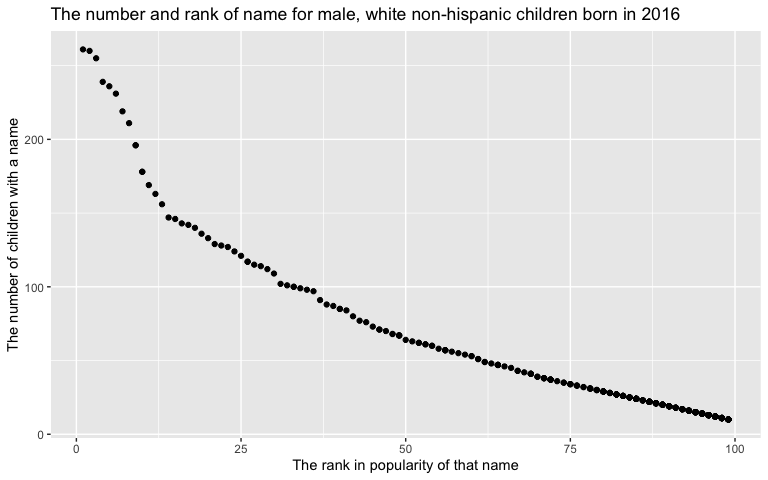 The number and rank of name for male, white non-hispanic children born in 2016
The number of children with a name
200
100
0
0 25 50 75 100
The rank in popularity of that name